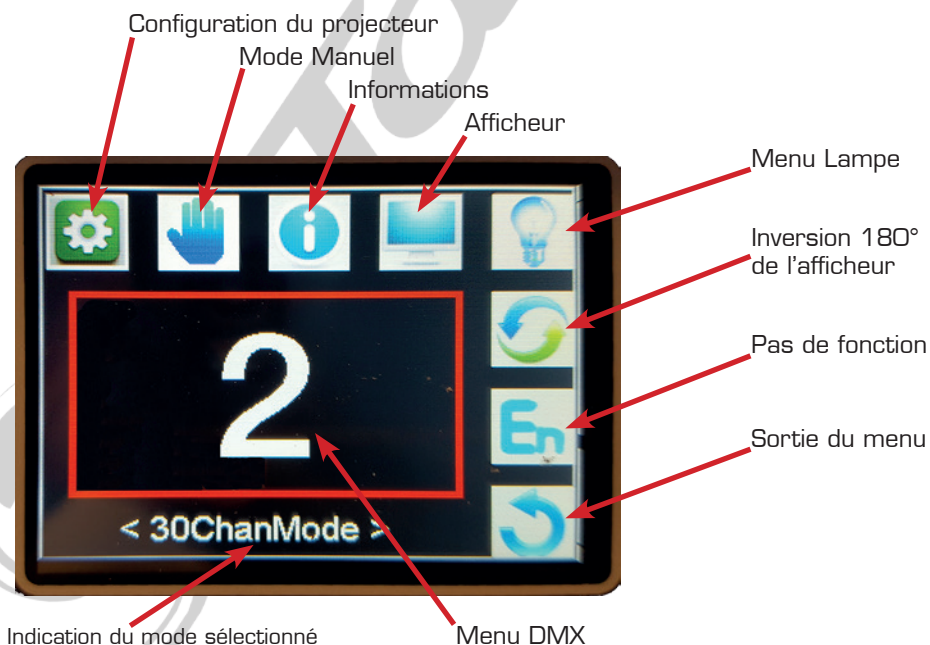 Configuration du projecteur
Mode Manuel
Informations
Afficheur
Menu Lampe
Inversion 180°
de l'afficheur
Pas de fonction
Sortie du menu
2
En
< 30ChanMode >
Indication du mode sélectionné
Menu DMX